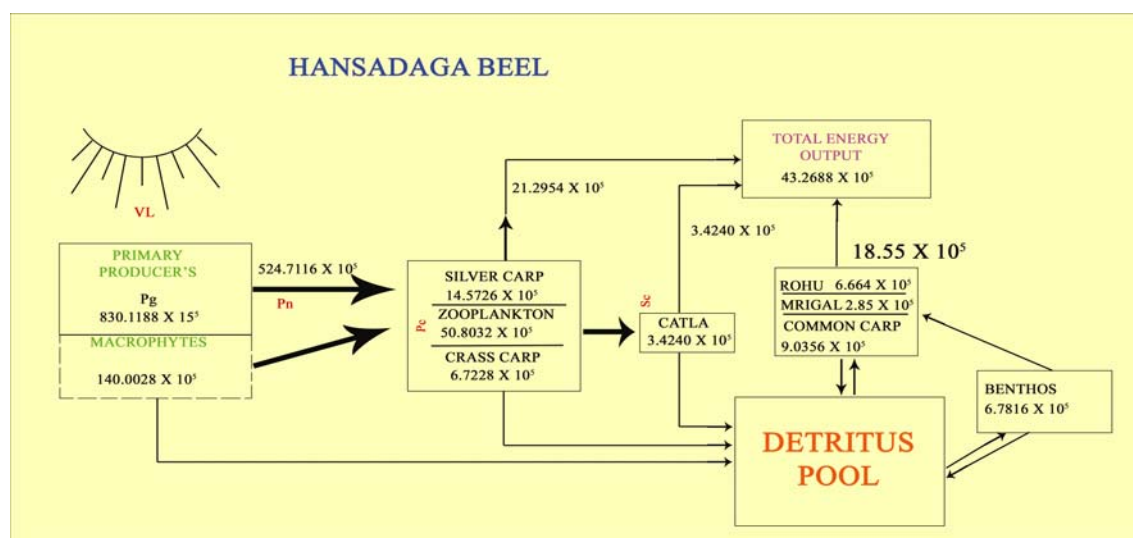 HANSADAGA BEEL
VL
PRIMARY
PRODUCER'S
Pg
830.1188 X 15⁵
MACROPHYTES
140.0028 X 10⁵
524.7116 X 10⁵
Pn
Pc
SILVER CARP
14.5726 X 10⁵
ZOOPLANKTON
50.8032 X 10⁵
CRASS CARP
6.7228 X 10⁵
21.2954 X 10⁵
Sc
CATLA
3.4240 X 10⁵
3.4240 X 10⁵
TOTAL ENERGY
OUTPUT
43.2688 X 10⁵
18.55 X 10⁵
ROHU 6.664 X 10⁵
MRIGAL 2.85 X 10⁵
COMMON CARP
9.0356 X 10⁵
BENTHOS
6.7816 X 10⁵
DETRITUS
POOL